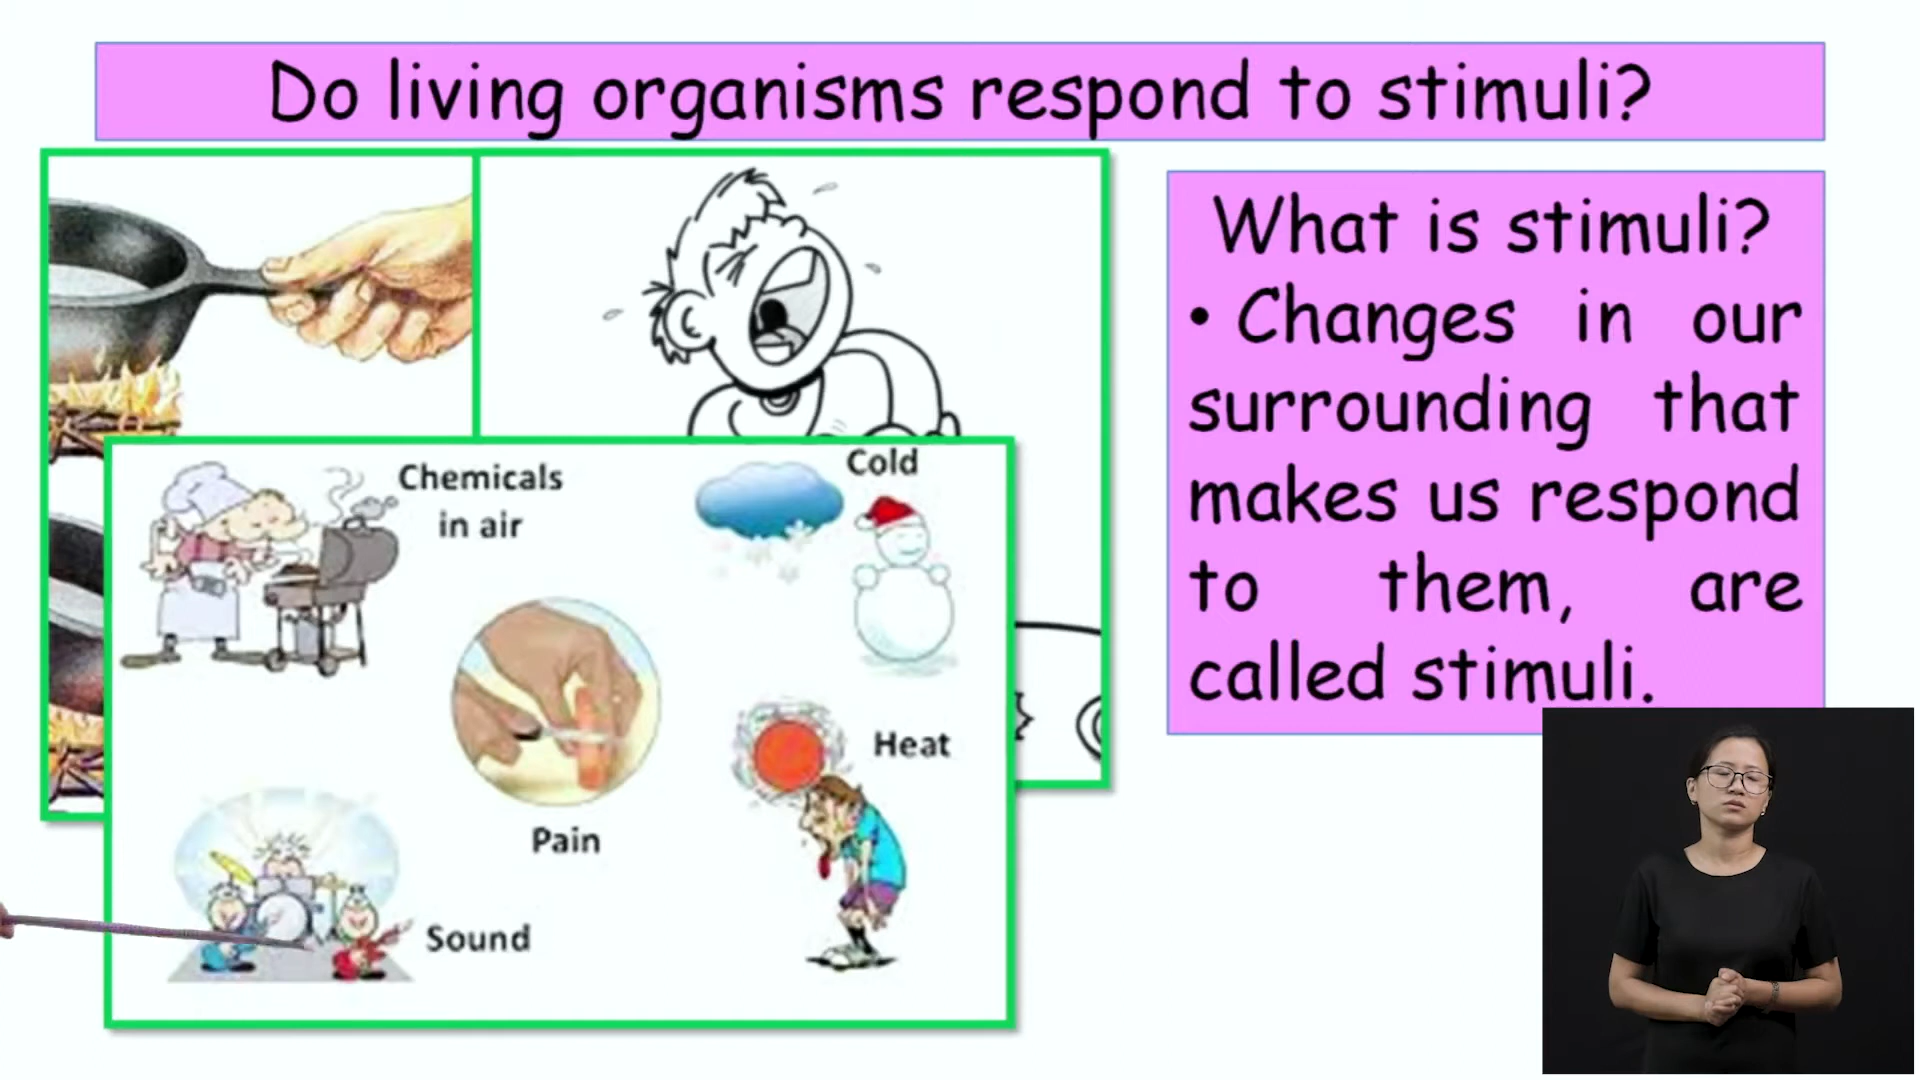 Do living organisms respond to stimuli?
What is stimuli?
• Changes in our
surrounding that
makes us respond
to them, are
called stimuli.
Chemicals
in air
Cold
Pain
Heat
Sound